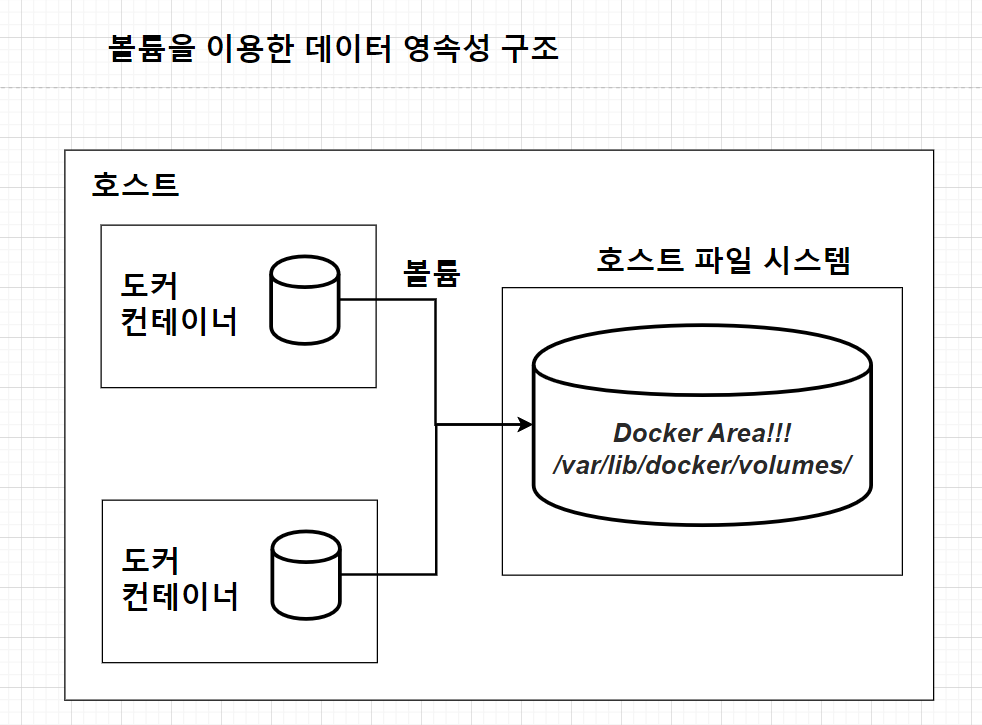 볼륨을 이용한 데이터 영속성 구조
호스트
도커
컨테이너
볼륨
호스트 파일 시스템
Docker Area!!!
/var/lib/docker/volumes/
도커
컨테이너